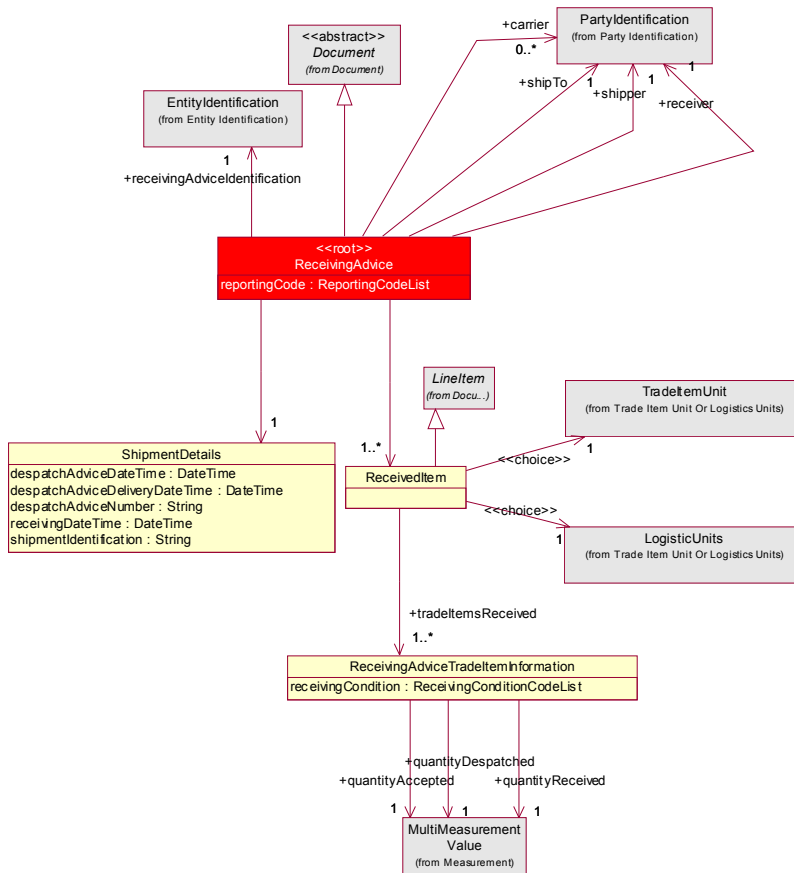 +carrier
0..*
PartyIdentification
(from Party Identification)
<<abstract>>
Document
(from Document)
+shipTo
1
1
+shipper
1
+receiver
EntityIdentification
(from Entity Identification)
1
+receivingAdviceIdentification
<<root>>
ReceivingAdvice
reportingCode : ReportingCodeList
LineItem
(from Docu...)
TradeItemUnit
(from Trade Item Unit Or Logistics Units)
1
1..*
<<choice>>
1
ShipmentDetails
despatchAdviceDateTime : DateTime
despatchAdviceDeliveryDateTime : DateTime
despatchAdviceNumber : String
receivingDateTime : DateTime
shipmentIdentification : String
ReceivedItem
<<choice>>
1
LogisticUnits
(from Trade Item Unit Or Logistics Units)
+tradeItemsReceived
1..*
ReceivingAdviceTradeItemInformation
receivingCondition : ReceivingConditionCodeList
+quantityDespatched
+quantityAccepted
+quantityReceived
1
1
1
MultiMeasurement
Value
(from Measurement)